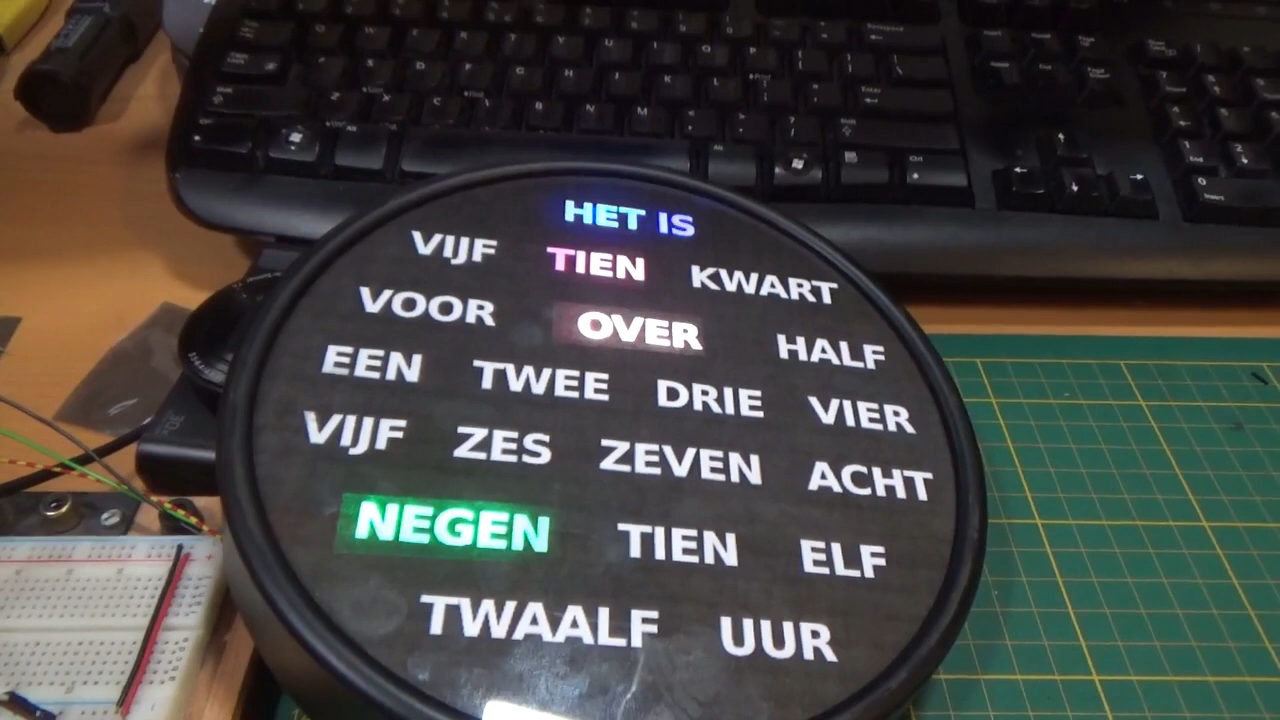 HET IS
VIJF TIEN KWART
VOOR OVER HALF
EEN TWEE DRIE VIER
VIJF ZES ZEVEN ACHT
NEGEN TIEN ELF
TWAALF UUR